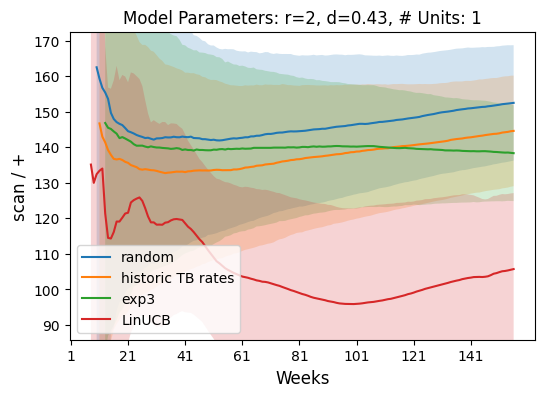 Model Parameters: r=2, d=0.43, # Units: 1
scan / +
170
160
150
140
130
120
110
100
90
random
historic TB rates
exp3
LinUCB
1 21 41 61 81 101 121 141
Weeks